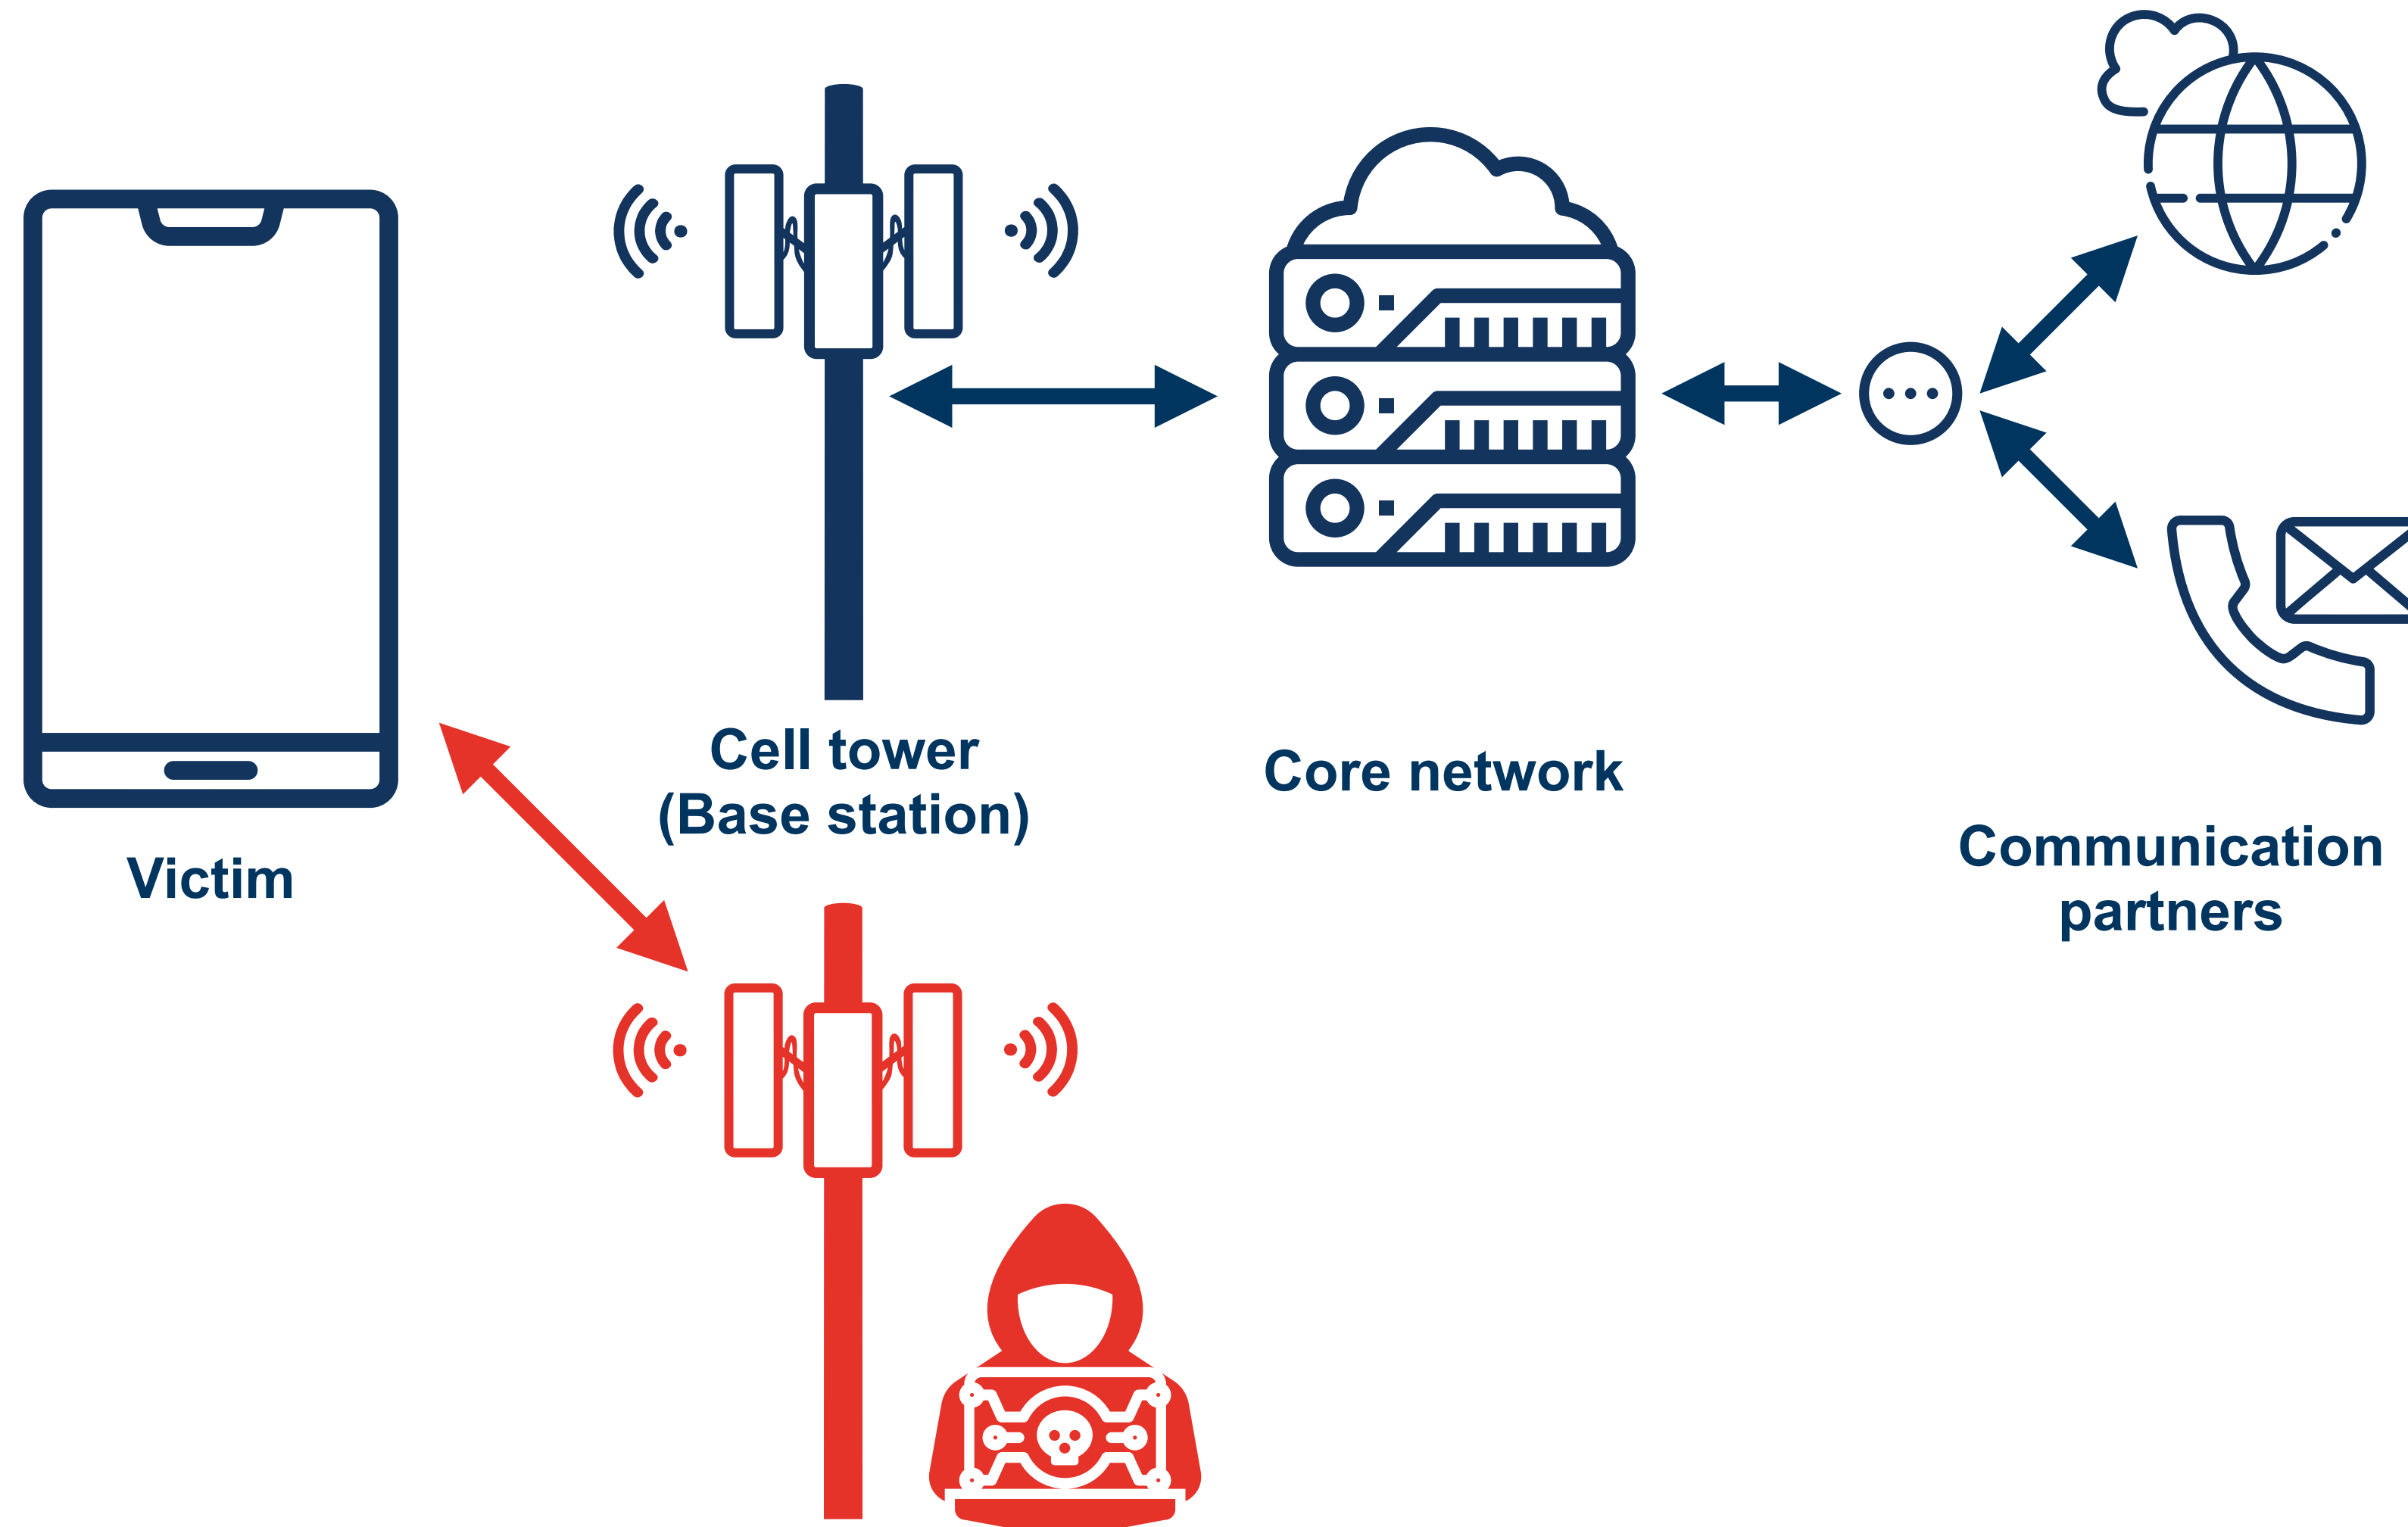 Cell tower
(Base station)
Core network
Communication
partners
Victim